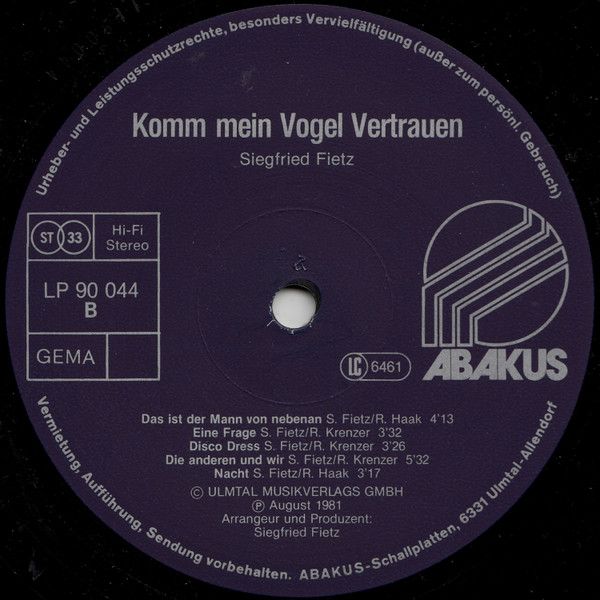 Urheber- und Leistungsschutzrechte, besonders Vervielfältigung (außer zum persönl. Gebrauch)
Komm mein Vogel Vertrauen
Siegfried Fietz
ST 33
Hi-Fi
Stereo
LP 90 044
B
GEMA
LC 6461
ABAKUS
Das ist der Mann von nebenan S. Fietz/R. Haak 4'13
Eine Frage S. Fietz/R. Krenzer 3'32
Disco Dress S. Fietz/R. Krenzer 3'26
Die anderen und wir S. Fietz/R. Krenzer 5'32
Nacht S. Fietz/R. Haak 3'17
© ULMTAL MUSIKVERLAGS GMBH
℗ August 1981
Arrangeur und Produzent:
Siegfried Fietz
Vermietung, Aufführung, Sendung vorbehalten. ABAKUS-Schallplatten, 6331 Ulmtal-Allendorf